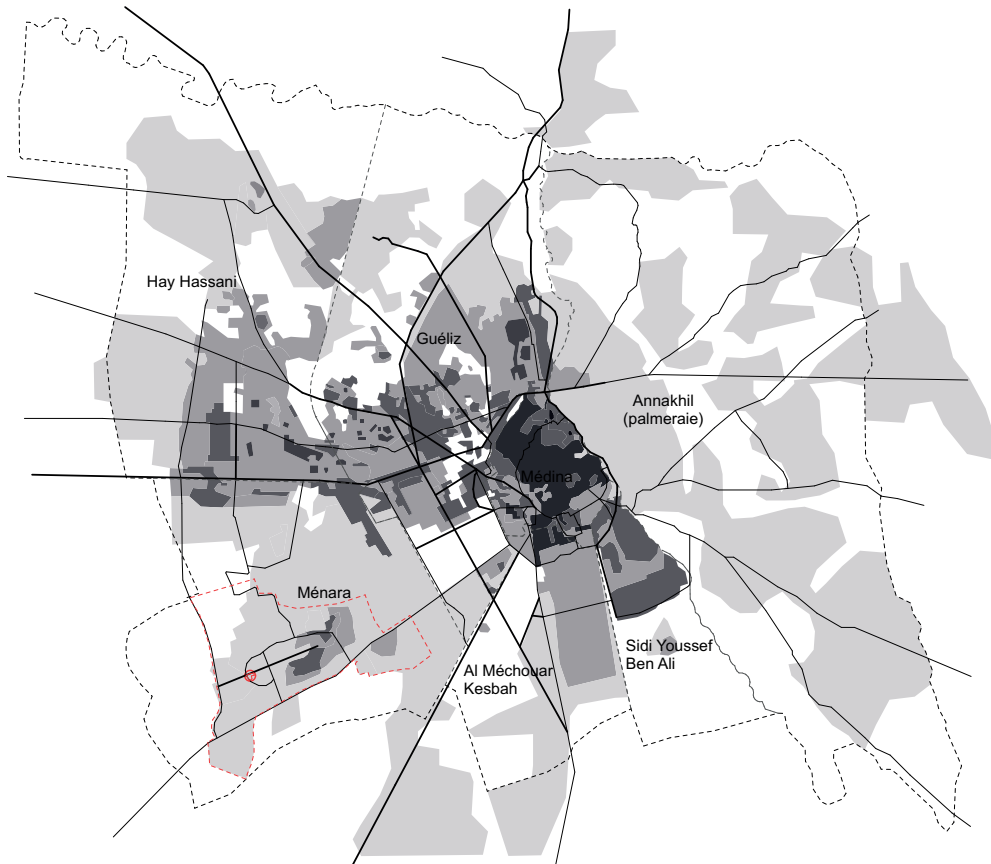 Hay Hassani
Guéliz
Annakhil
(palmeraie)
Médina
Ménara
Sidi Youssef
Ben Ali
Al Méchouar
Kesbah